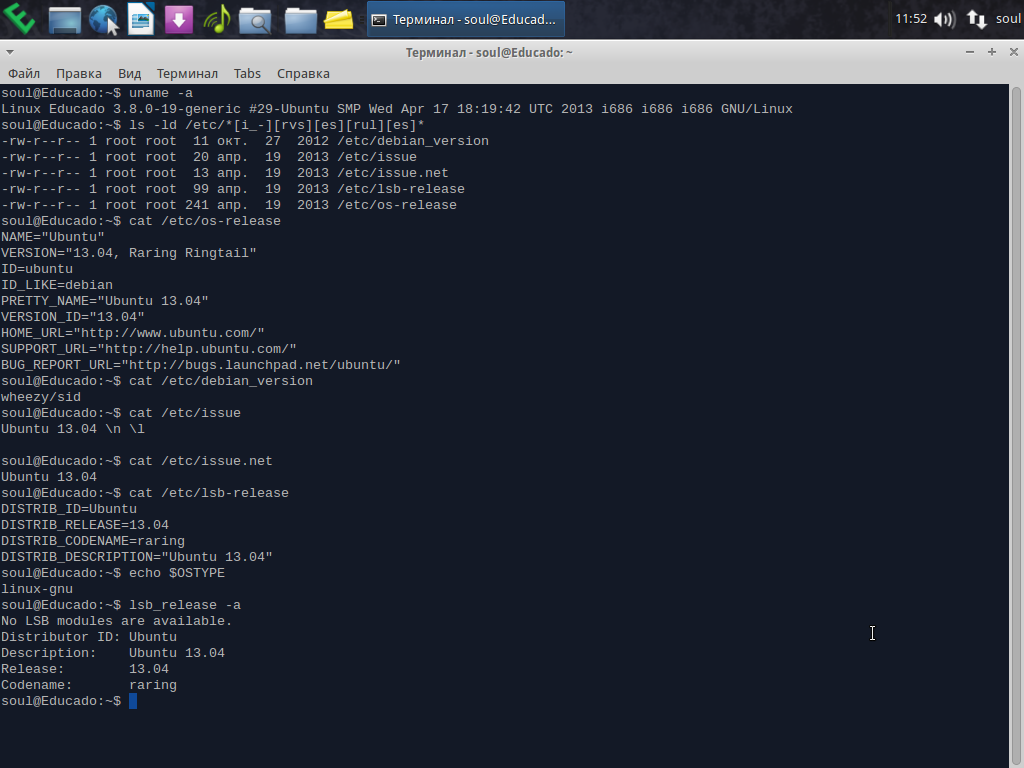 Терминал - soul@Educad...
11:52
soul
Терминал - soul@Educado: ~
Файл Правка Вид Терминал Tabs Справка
soul@Educado:~$ uname -a
Linux Educado 3.8.0-19-generic #29-Ubuntu SMP Wed Apr 17 18:19:42 UTC 2013 i686 i686 i686 GNU/Linux
soul@Educado:~$ ls -ld /etc/*[i_-][rvs][es][rul][es]*
-rw-r--r-- 1 root root  11 окт.  27  2012 /etc/debian_version
-rw-r--r-- 1 root root  20 апр.  19  2013 /etc/issue
-rw-r--r-- 1 root root  13 апр.  19  2013 /etc/issue.net
-rw-r--r-- 1 root root  99 апр.  19  2013 /etc/lsb-release
-rw-r--r-- 1 root root 241 апр.  19  2013 /etc/os-release
soul@Educado:~$ cat /etc/os-release
NAME="Ubuntu"
VERSION="13.04, Raring Ringtail"
ID=ubuntu
ID_LIKE=debian
PRETTY_NAME="Ubuntu 13.04"
VERSION_ID="13.04"
HOME_URL="http://www.ubuntu.com/"
SUPPORT_URL="http://help.ubuntu.com/"
BUG_REPORT_URL="http://bugs.launchpad.net/ubuntu/"
soul@Educado:~$ cat /etc/debian_version
wheezy/sid
soul@Educado:~$ cat /etc/issue
Ubuntu 13.04 \n \l
soul@Educado:~$ cat /etc/issue.net
Ubuntu 13.04
soul@Educado:~$ cat /etc/lsb-release
DISTRIB_ID=Ubuntu
DISTRIB_RELEASE=13.04
DISTRIB_CODENAME=raring
DISTRIB_DESCRIPTION="Ubuntu 13.04"
soul@Educado:~$ echo $OSTYPE
linux-gnu
soul@Educado:~$ lsb_release -a
No LSB modules are available.
Distributor ID: Ubuntu
Description:    Ubuntu 13.04
Release:        13.04
Codename:       raring
soul@Educado:~$